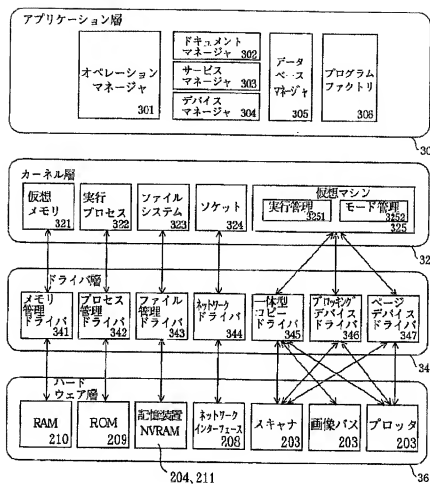 アプリケーション層
オペレーション
マネージャ
301
ドキュメント
マネージャ 302
サービス
マネージャ 303
デバイス
マネージャ 304
データ
ベース
マネージャ
305
プログラム
ファクトリ
306
30
カーネル層
仮想
メモリ
321
実行
プロセス
322
ファイル
システム
323
ソケット
324
仮想マシン
実行管理
3251
モード管理
3252
325
32
ドライバ層
メモリ
管理
ドライバ
341
プロセス
管理
ドライバ
342
ファイル
管理
ドライバ
343
ネットワーク
ドライバ
344
一体型
コピー
ドライバ
345
ブロッキング
デバイス
ドライバ
346
ページ
デバイス
ドライバ
347
34
ハード
ウェア層
RAM
210
ROM
209
記憶装置
NVRAM
ネットワーク
インターフェース
208
スキャナ
203
画像バス
203
プロッタ
203
36
204、211